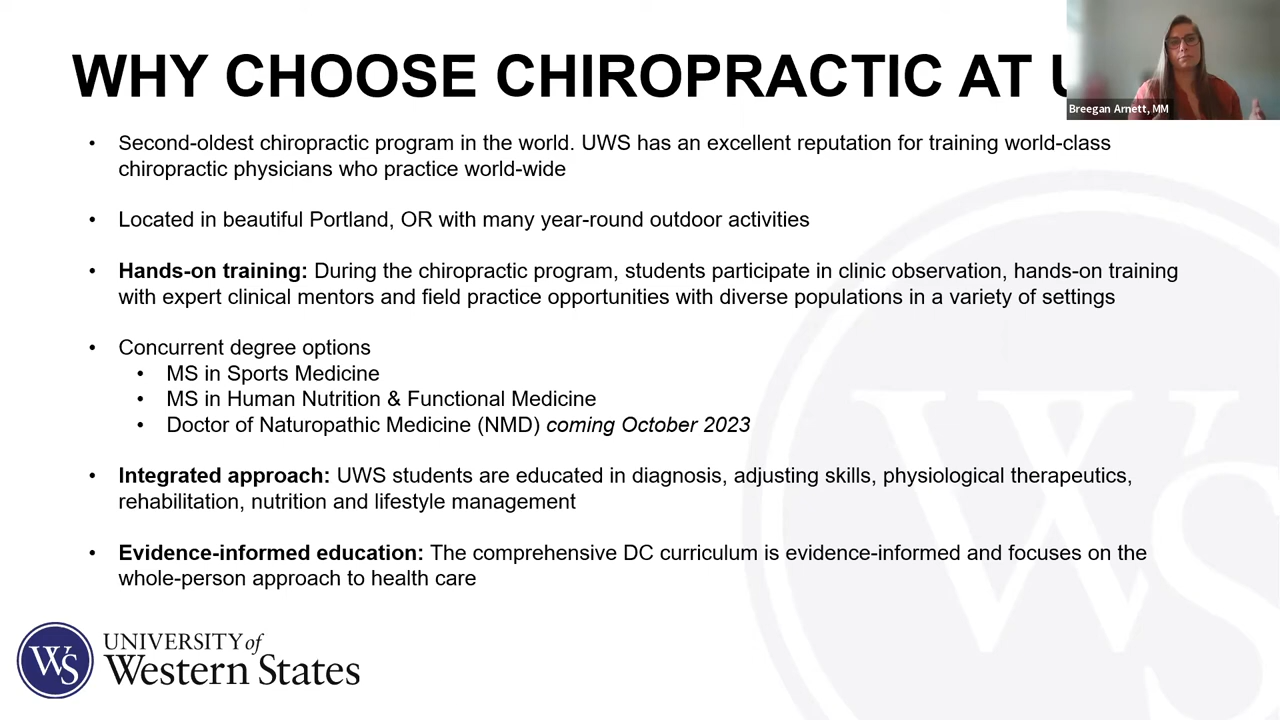 WHY CHOOSE CHIROPRACTIC AT
Breegan Arnett, MM
• Second-oldest chiropractic program in the world. UWS has an excellent reputation for training world-class
chiropractic physicians who practice world-wide
• Located in beautiful Portland, OR with many year-round outdoor activities
• Hands-on training: During the chiropractic program, students participate in clinic observation, hands-on training
with expert clinical mentors and field practice opportunities with diverse populations in a variety of settings
• Concurrent degree options
• MS in Sports Medicine
• MS in Human Nutrition & Functional Medicine
• Doctor of Naturopathic Medicine (NMD) coming October 2023
• Integrated approach: UWS students are educated in diagnosis, adjusting skills, physiological therapeutics,
rehabilitation, nutrition and lifestyle management
• Evidence-informed education: The comprehensive DC curriculum is evidence-informed and focuses on the
whole-person approach to health care
WS
UNIVERSITY of
Western States
WS